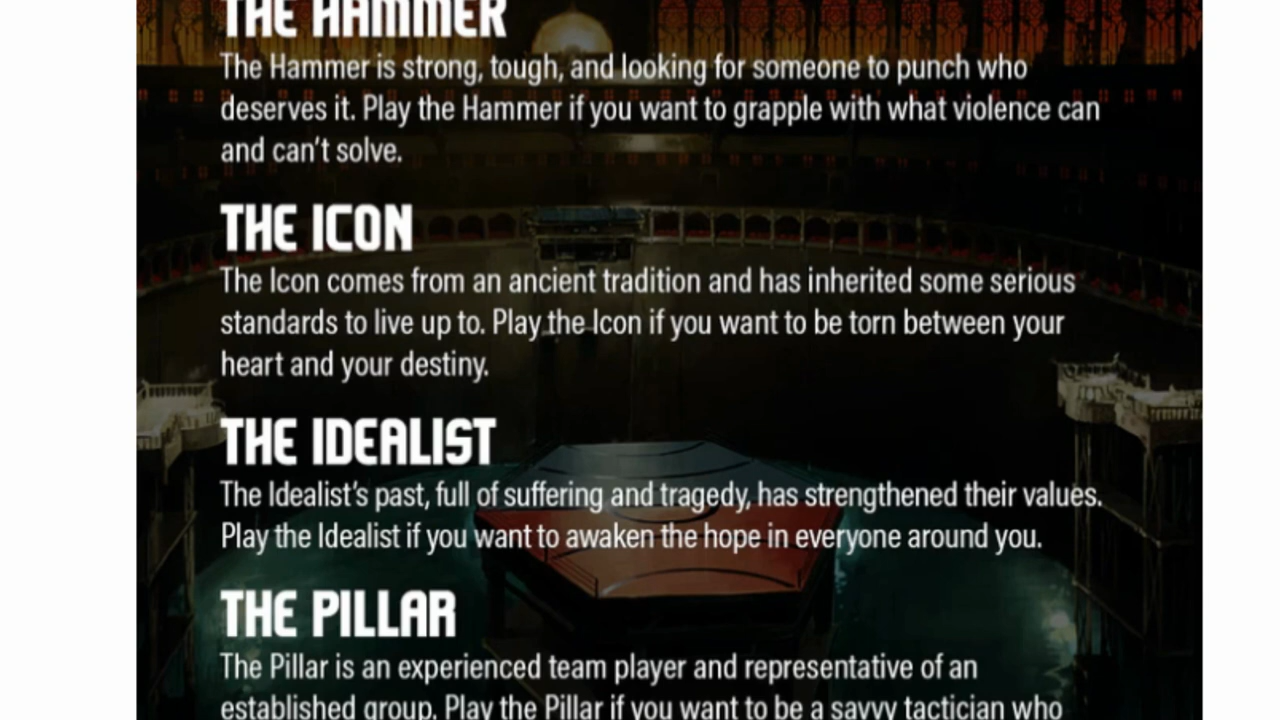 THE HAMMER
The Hammer is strong, tough, and looking for someone to punch who
deserves it. Play the Hammer if you want to grapple with what violence can
and can’t solve.
THE ICON
The Icon comes from an ancient tradition and has inherited some serious
standards to live up to. Play the Icon if you want to be torn between your
heart and your destiny.
THE IDEALIST
The Idealist’s past, full of suffering and tragedy, has strengthened their values.
Play the Idealist if you want to awaken the hope in everyone around you.
THE PILLAR
The Pillar is an experienced team player and representative of an
established group. Play the Pillar if you want to be a savvy tactician who